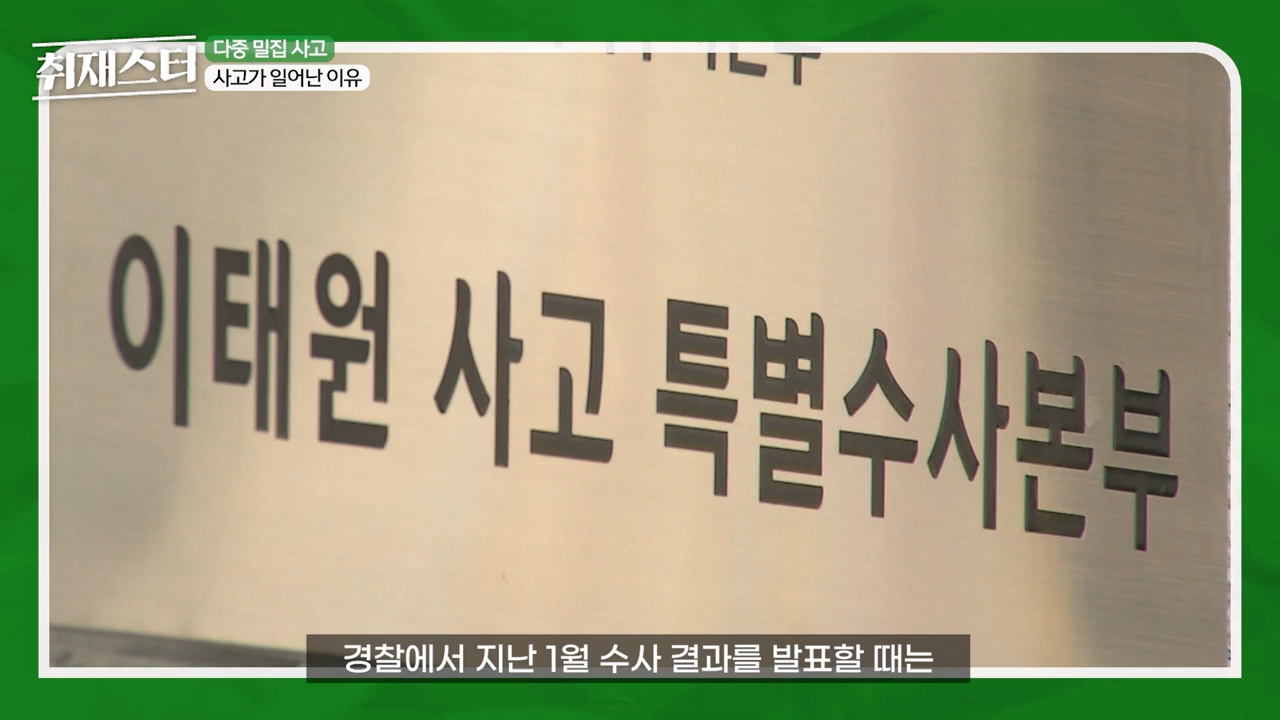 취재스터
다중 밀집 사고
사고가 일어난 이유
이태원 사고 특별수사본부
경찰에서 지난 1월 수사 결과를 발표할 때는